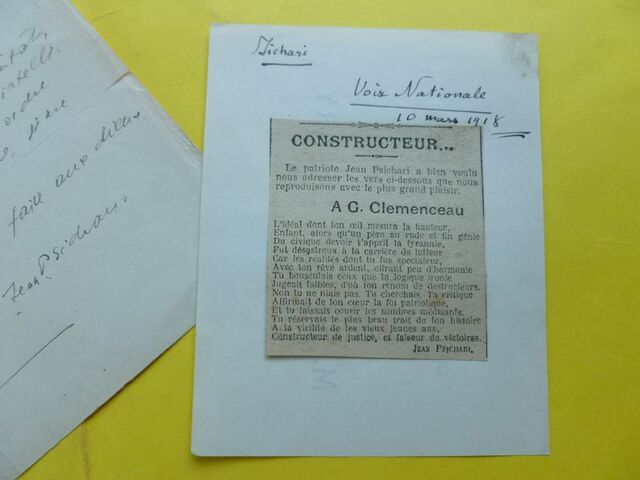 ordre
faire aux dieux.
Jean Psichari.
Psichari
Voix Nationale
10 mars 1918
CONSTRUCTEUR...
Le patriote Jean Psichari a bien voulu
nous adresser les vers ci-dessous que nous
reproduisons avec le plus grand plaisir.
A G. Clemenceau
L'idéal dont ton œil mesura la hauteur,
Enfant, alors qu'un père au rude et fin génie
Du civique devoir t'apprit la tyrannie,
Fut désastreux à ta carrière de lutteur
Car les réalités dont tu fus spectateur,
Avec ton rêve ardent, offrant peu d'harmonie
Tu bousculais ceux que ta logique ironie
Jugeait faibles, d'où ton renom de destructeurs.
Non tu ne niais pas. Tu cherchais. Ta critique
Affirmait de ton cœur la foi patriotique,
Et tu laissais courir les sombres médisants.
Tu réservais le plus beau trait de ton histoire
A la virilité de tes vieux jeunes ans,
Constructeur de justice, et faiseur de victoires.
JEAN PSICHARI.